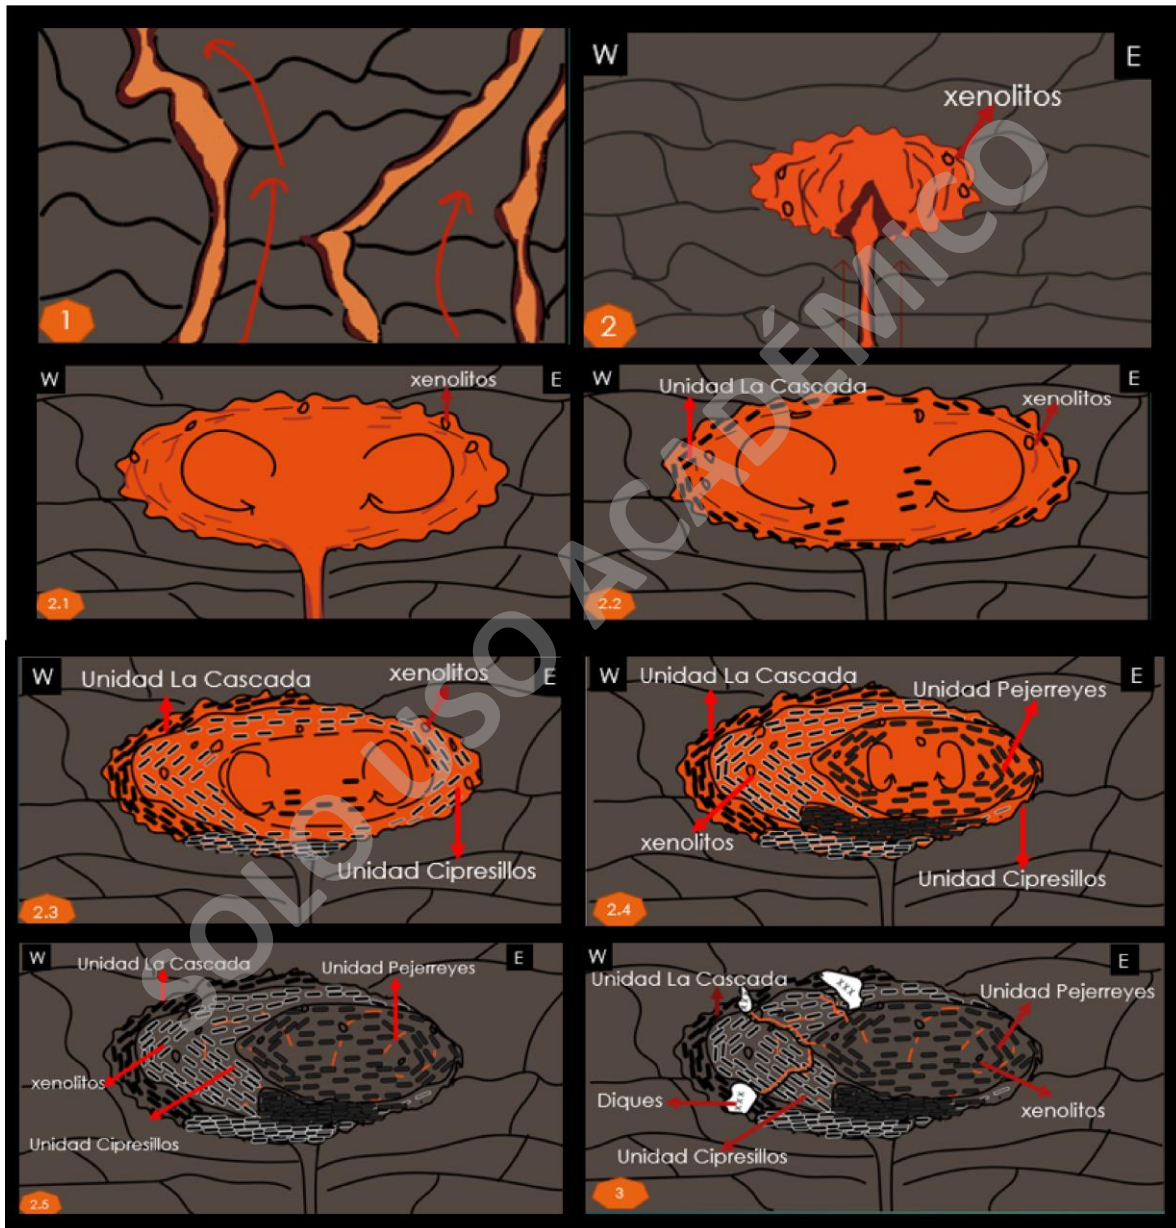 W
E
xenolitos
1
2
W
xenolitos
E
W
Unidad La Cascada
E
xenolitos
2.1
2.2
W
Unidad La Cascada
xenolitos
E
Unidad Cipresillos
2.3
W
Unidad La Cascada
Unidad Pejerreyes
E
xenolitos
Unidad Cipresillos
2.4
W
Unidad La Cascada
Unidad Pejerreyes
E
xenolitos
Unidad Cipresillos
2.5
W
Unidad La Cascada
E
xxx
Unidad Pejerreyes
Diques
xxx
xenolitos
Unidad Cipresillos
3
SOLO USO ACADÉMICO